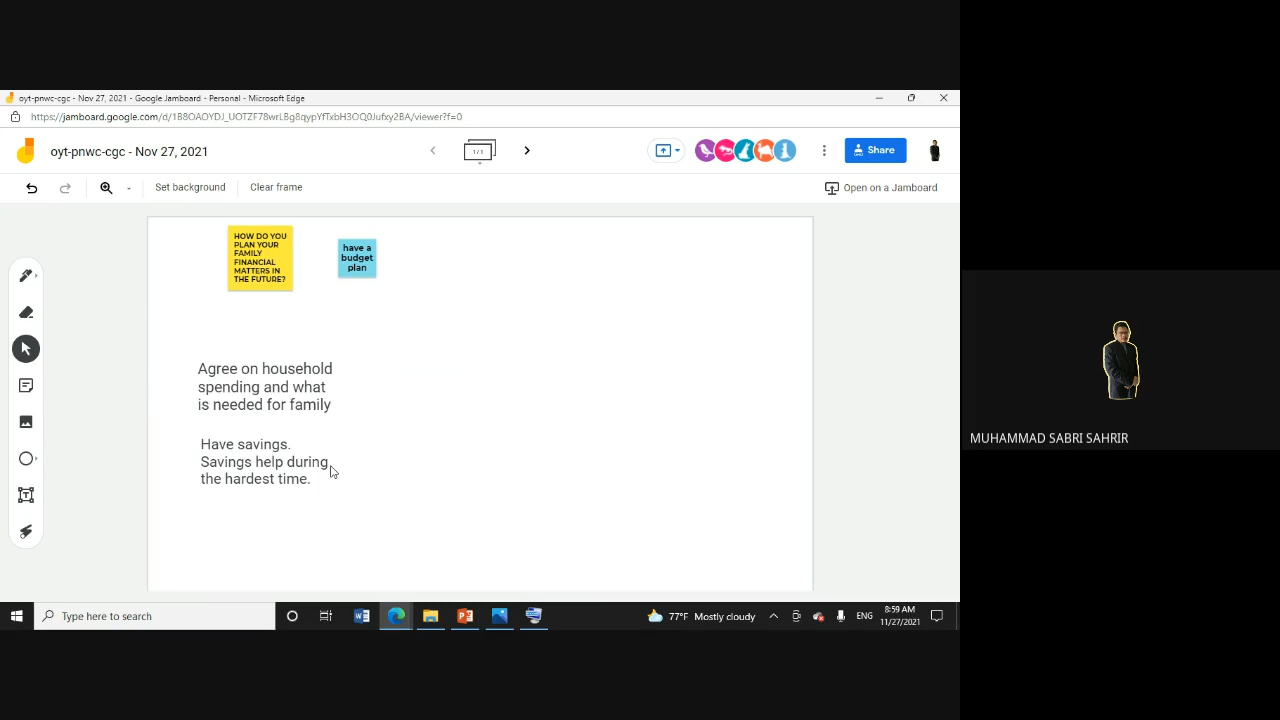 oyt-pnwc-cgc - Nov 27, 2021 - Google Jamboard - Personal - Microsoft Edge
oyt-pnwc-cgc - Nov 27, 2021
1/1
Share
Set background
Clear frame
Open on a Jamboard
HOW DO YOU
PLAN YOUR
FAMILY
FINANCIAL
MATTERS IN
THE FUTURE?
have a
budget
plan
Agree on household
spending and what
is needed for family
Have savings.
Savings help during
the hardest time.
MUHAMMAD SABRI SAHRIR
Type here to search
77°F Mostly cloudy
ENG
8:59 AM
11/27/2021